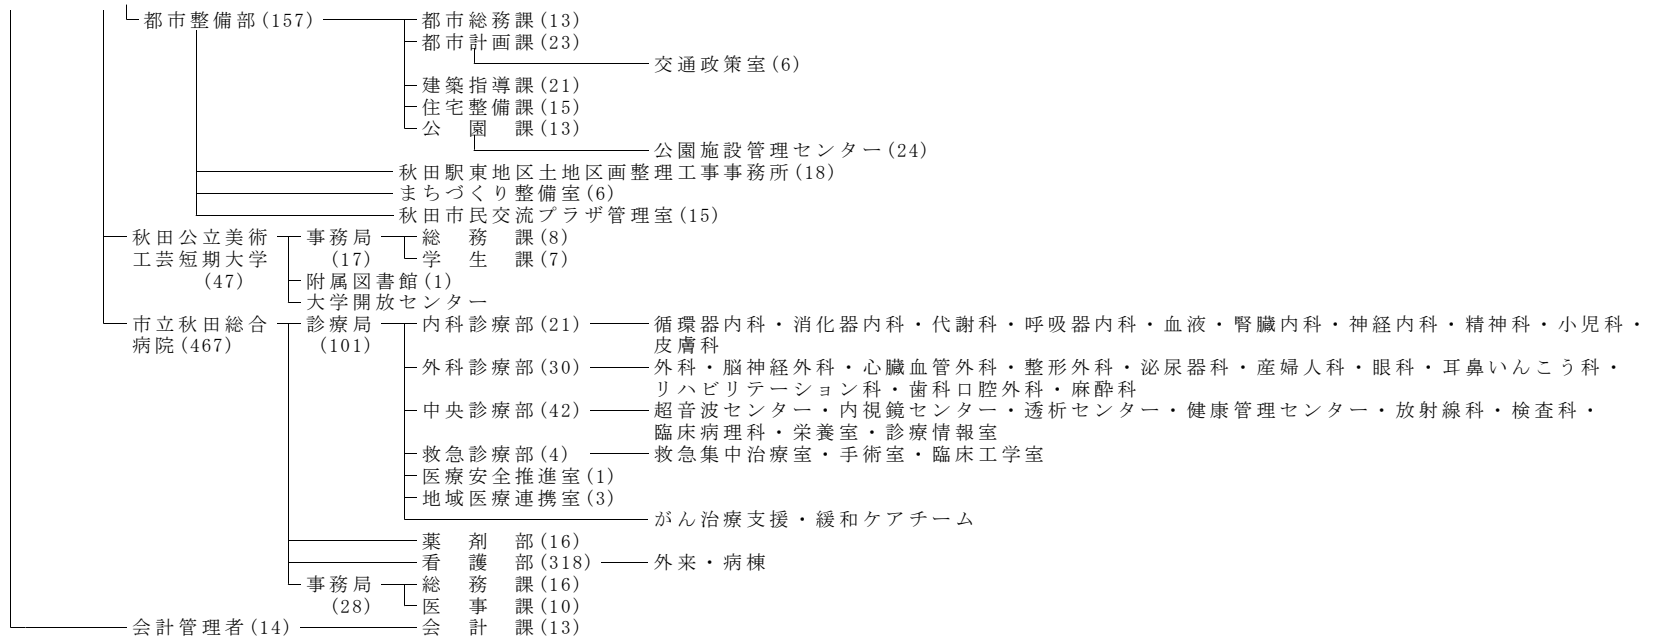 都市整備部(157) 都市総務課(13)
都市計画課(23)
交通政策室(6)
建築指導課(21)
住宅整備課(15)
公　園　課(13)
公園施設管理センター(24)
秋田駅東地区土地区画整理工事事務所(18)
まちづくり整備室(6)
秋田市民交流プラザ管理室(15)
秋田公立美術 事務局 総　務　課(8)
工芸短期大学 (17) 学　生　課(7)
(47) 附属図書館(1)
大学開放センター
市立秋田総合 診療局 内科診療部(21) 循環器内科・消化器内科・代謝科・呼吸器内科・血液・腎臓内科・神経内科・精神科・小児科・
病院(467) (101) 皮膚科
外科診療部(30) 外科・脳神経外科・心臓血管外科・整形外科・泌尿器科・産婦人科・眼科・耳鼻いんこう科・
リハビリテーション科・歯科口腔外科・麻酔科
中央診療部(42) 超音波センター・内視鏡センター・透析センター・健康管理センター・放射線科・検査科・
臨床病理科・栄養室・診療情報室
救急診療部(4) 救急集中治療室・手術室・臨床工学室
医療安全推進室(1)
地域医療連携室(3)
がん治療支援・緩和ケアチーム
薬　剤　部(16)
看　護　部(318) 外来・病棟
事務局 総　務　課(16)
(28) 医　事　課(10)
会計管理者(14) 会　計　課(13)